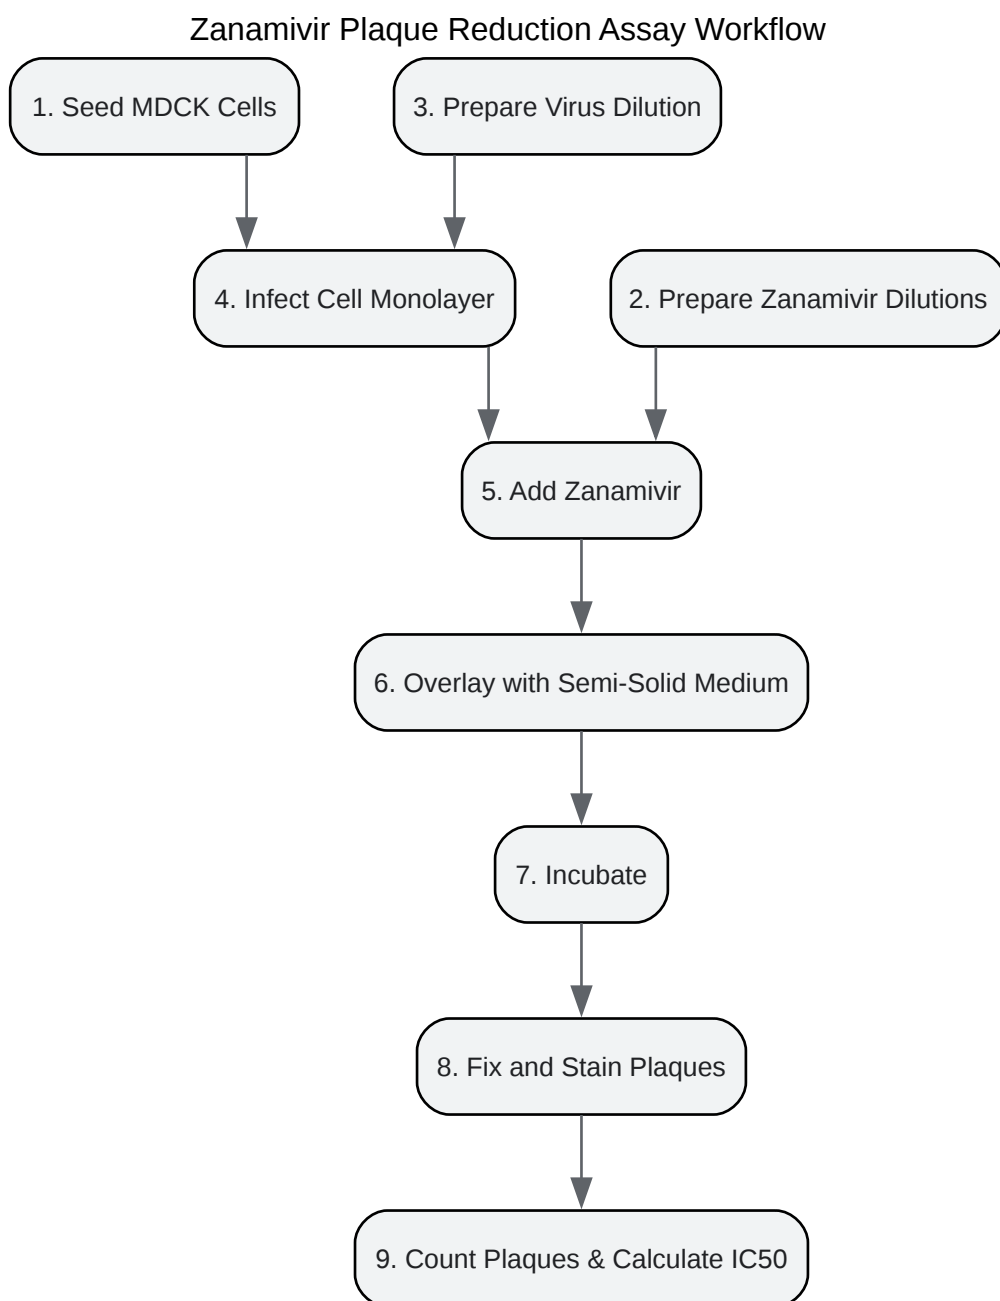 Zanamivir Plaque Reduction Assay Workflow
1. Seed MDCK Cells
3. Prepare Virus Dilution
4. Infect Cell Monolayer
2. Prepare Zanamivir Dilutions
5. Add Zanamivir
6. Overlay with Semi-Solid Medium
7. Incubate
8. Fix and Stain Plaques
9. Count Plaques & Calculate IC50